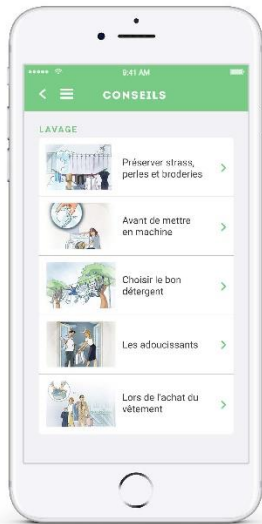 9:41 AM
CONSEILS
LAVAGE
Préserver strass,
perles et broderies
Avant de mettre
en machine
Choisir le bon
détergent
Les adoucissants
Lors de l'achat du
vêtement